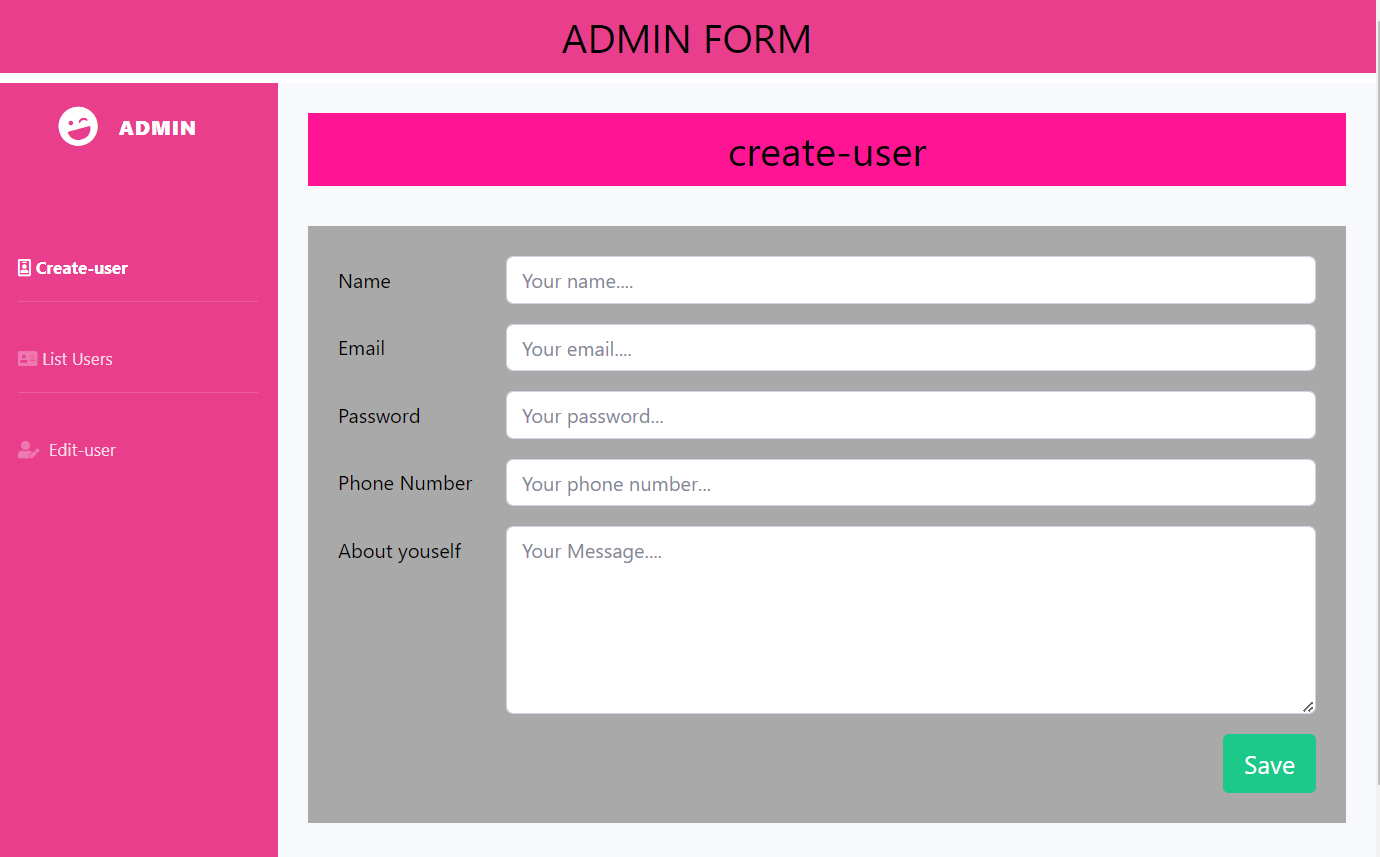 ADMIN FORM
ADMIN
Create-user
List Users
Edit-user
create-user
Name
Your name....
Email
Your email....
Password
Your password...
Phone Number
Your phone number...
About youself
Your Message....
Save